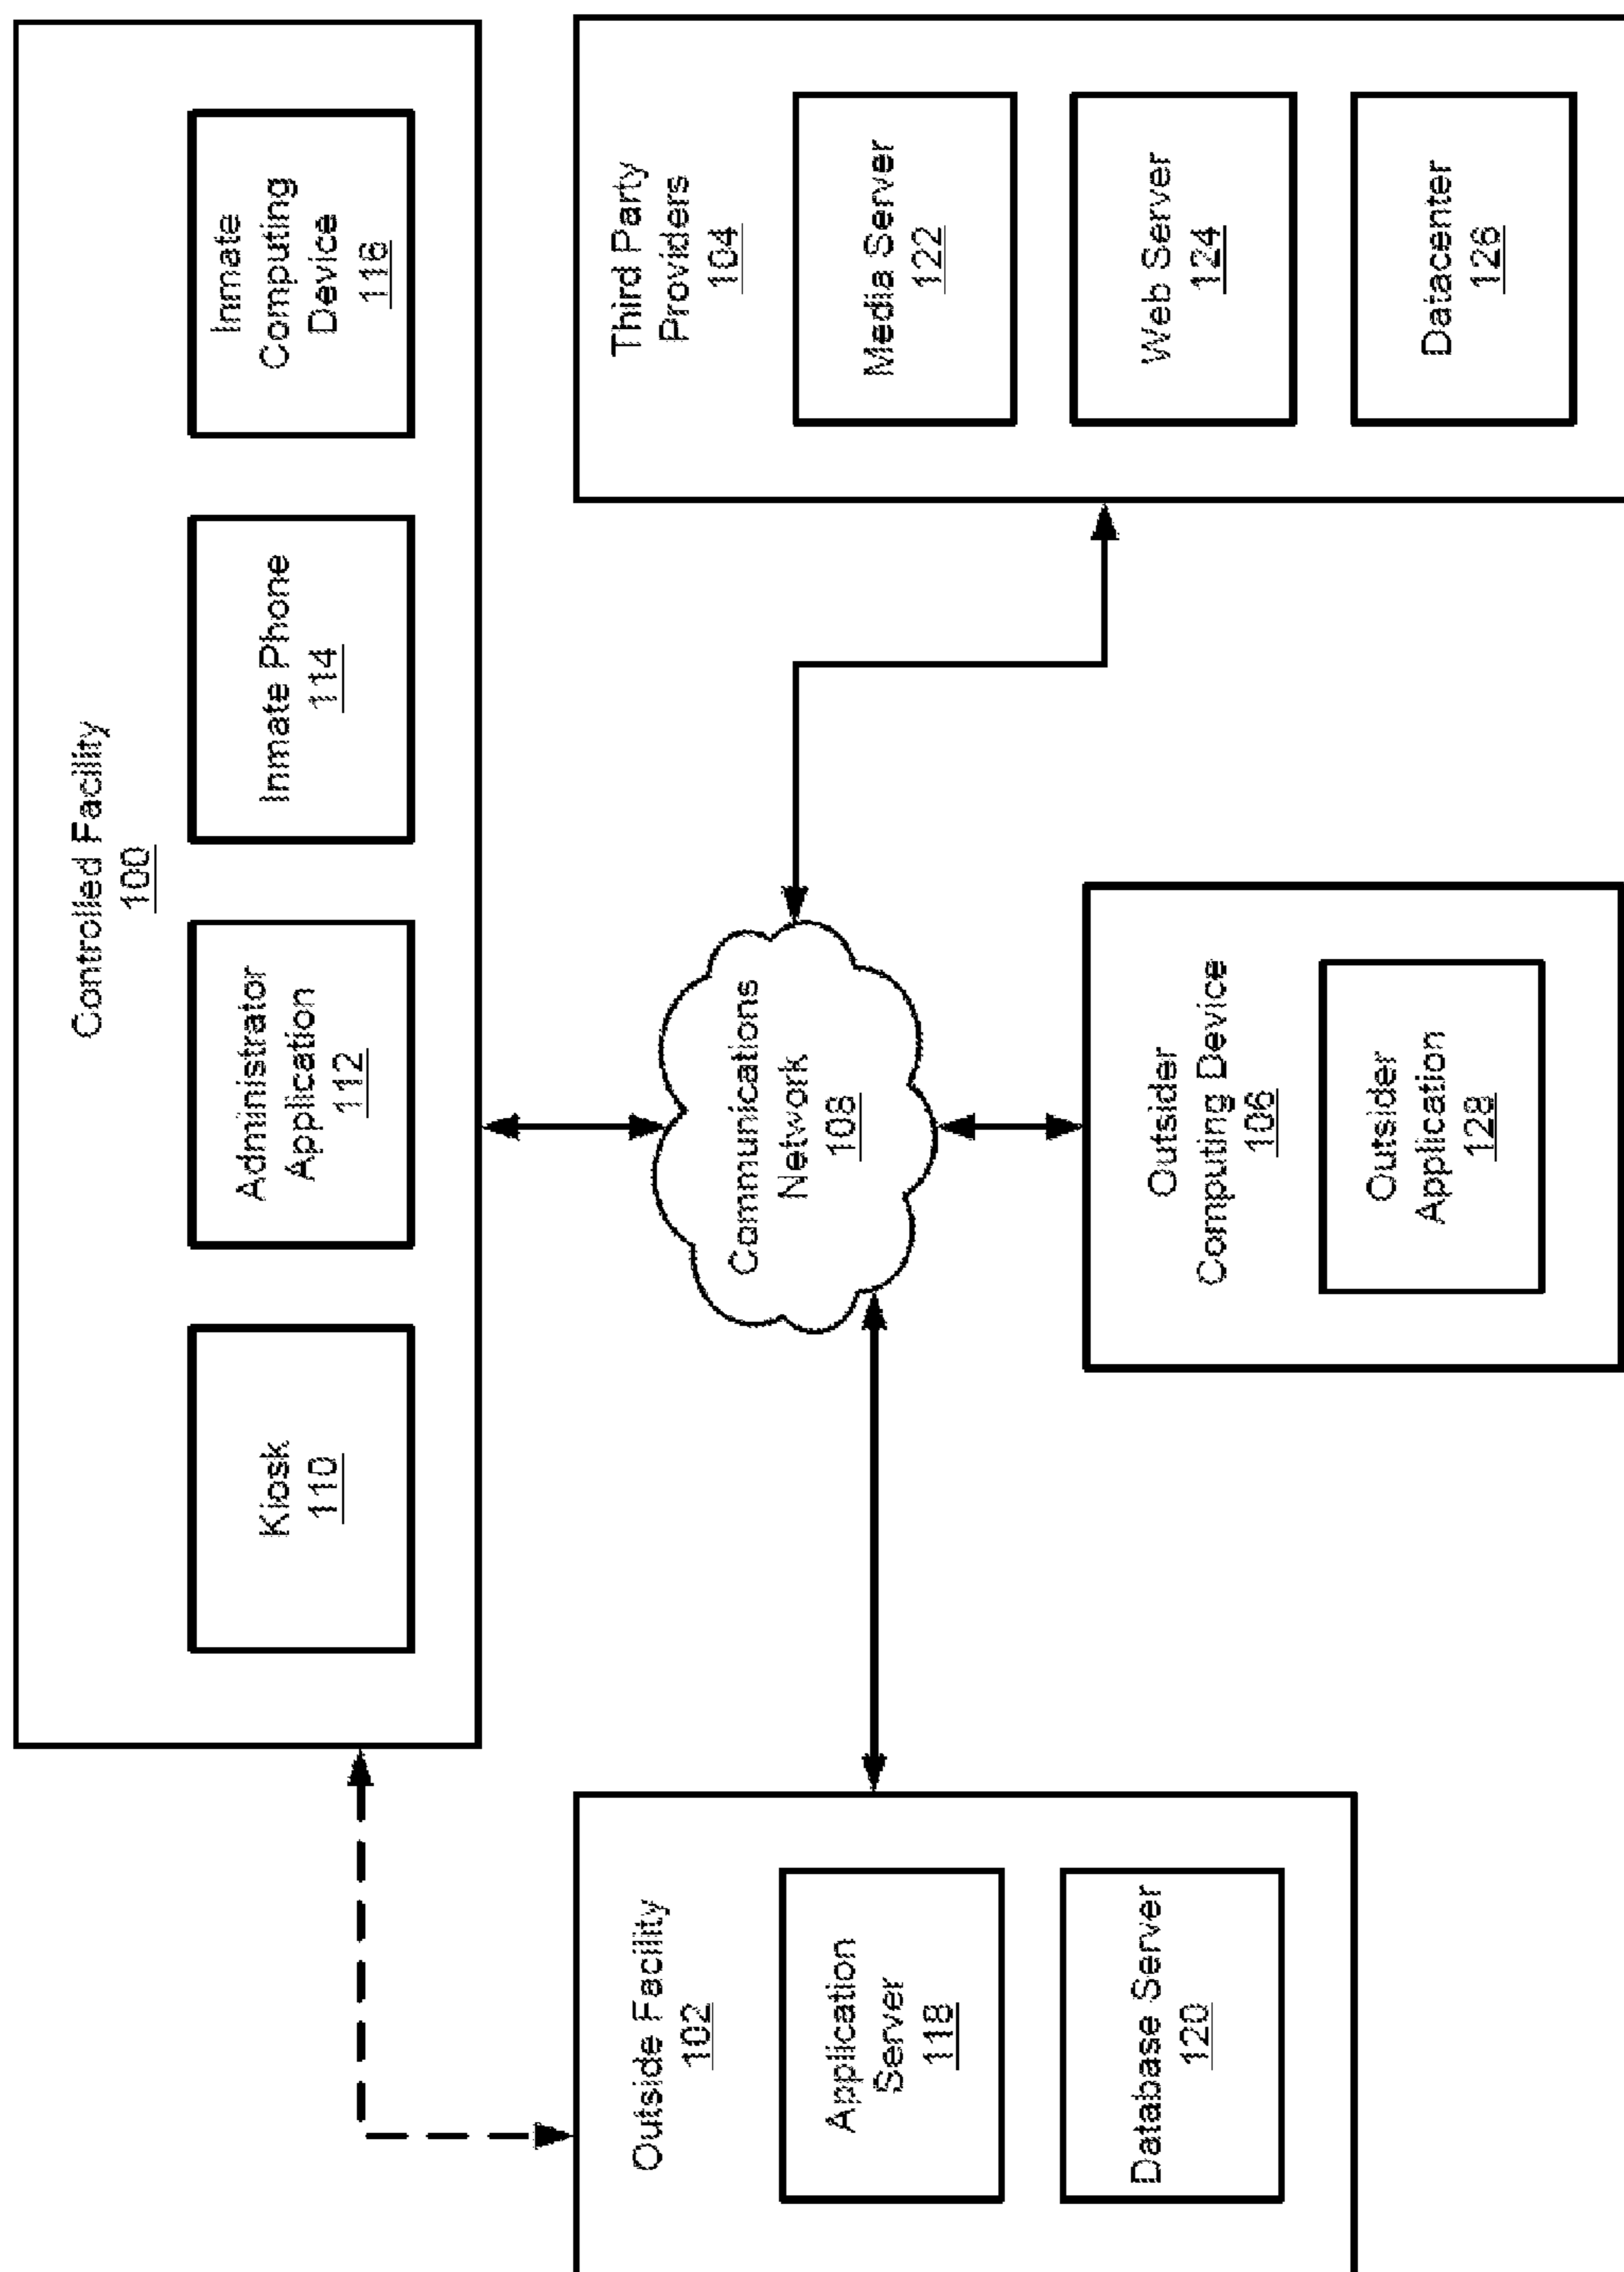 Controlled Facility
100
Kiosk
110
Administrator
Application
112
Inmate Phone
114
Inmate
Computing
Device
116
Outside Facility
102
Application
Server
118
Database Server
120
Communications
Network
108
Outsider
Computing Device
106
Outsider
Application
128
Third Party
Providers
104
Media Server
122
Web Server
124
Datacenter
126